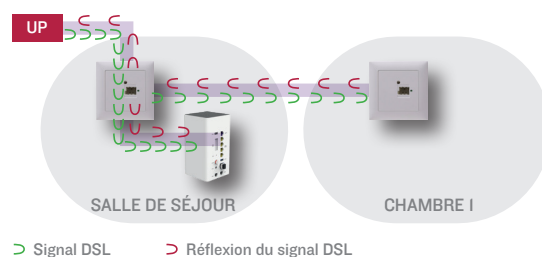 UP
SALLE DE SÉJOUR
CHAMBRE I
Signal DSL
Réflexion du signal DSL